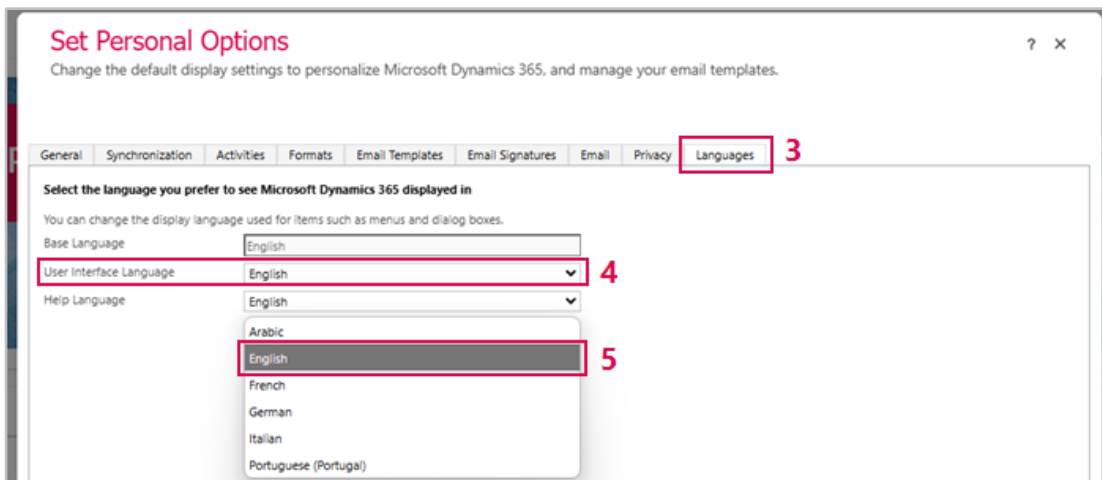 Set Personal Options
? ×
Change the default display settings to personalize Microsoft Dynamics 365, and manage your email templates.
General Synchronization Activities Formats Email Templates Email Signatures Email Privacy Languages 3
Select the language you prefer to see Microsoft Dynamics 365 displayed in
You can change the display language used for items such as menus and dialog boxes.
Base Language English
User Interface Language English 4
Help Language English
Arabic
English 5
French
German
Italian
Portuguese (Portugal)